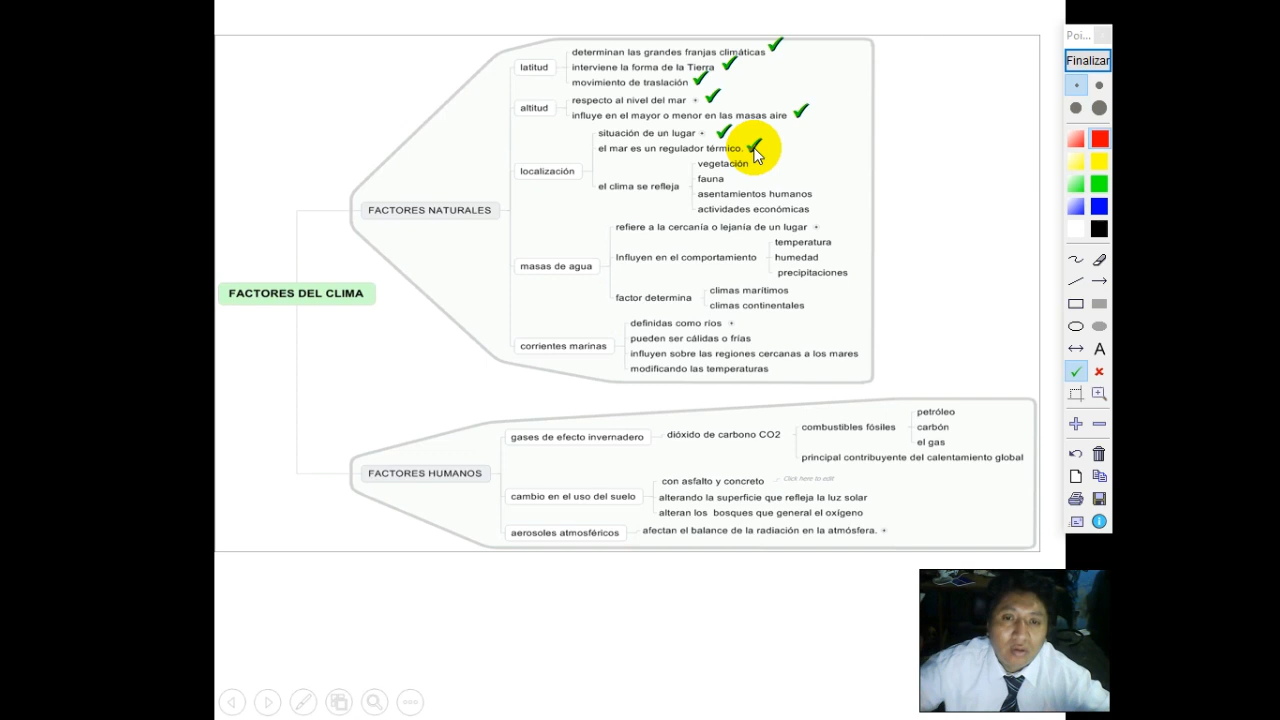 Poi...
Finalizar
determinan las grandes franjas climáticas
latitud
interviene la forma de la Tierra
movimiento de traslación
respecto al nivel del mar
altitud
influye en el mayor o menor en las masas aire
situación de un lugar
el mar es un regulador térmico.
localización
vegetación
fauna
el clima se refleja
asentamientos humanos
actividades económicas
FACTORES NATURALES
refiere a la cercanía o lejanía de un lugar
temperatura
Influyen en el comportamiento
humedad
masas de agua
precipitaciones
climas marítimos
factor determina
climas continentales
FACTORES DEL CLIMA
definidas como ríos
pueden ser cálidas o frías
corrientes marinas
influyen sobre las regiones cercanas a los mares
modificando las temperaturas
petróleo
combustibles fósiles
carbón
gases de efecto invernadero
dióxido de carbono CO2
el gas
principal contribuyente del calentamiento global
FACTORES HUMANOS
con asfalto y concreto
Click here to edit
cambio en el uso del suelo
alterando la superficie que refleja la luz solar
alteran los bosques que general el oxígeno
aerosoles atmosféricos
afectan el balance de la radiación en la atmósfera.
A